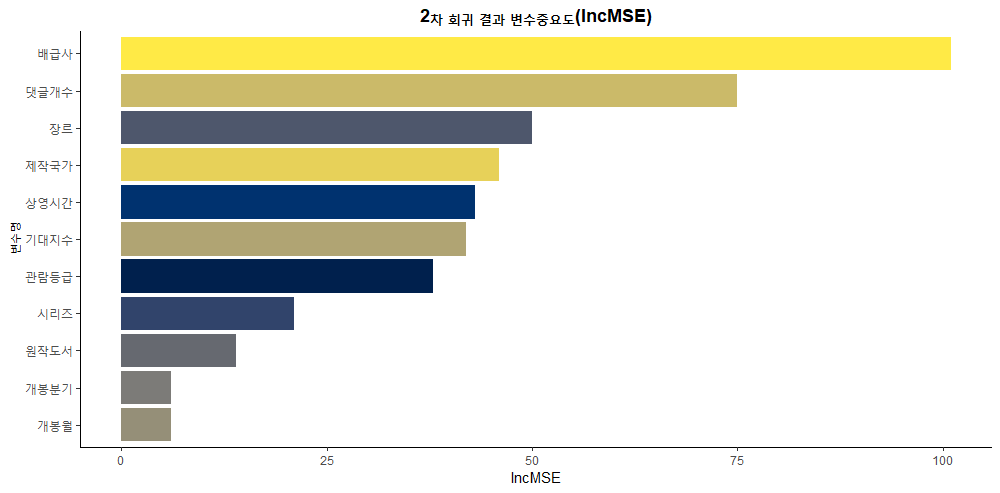 2차 회귀 결과 변수중요도(IncMSE)
배급사
댓글개수
장르
제작국가
상영시간
기대지수
관람등급
시리즈
원작도서
개봉분기
개봉월
변수명
0 25 50 75 100
IncMSE